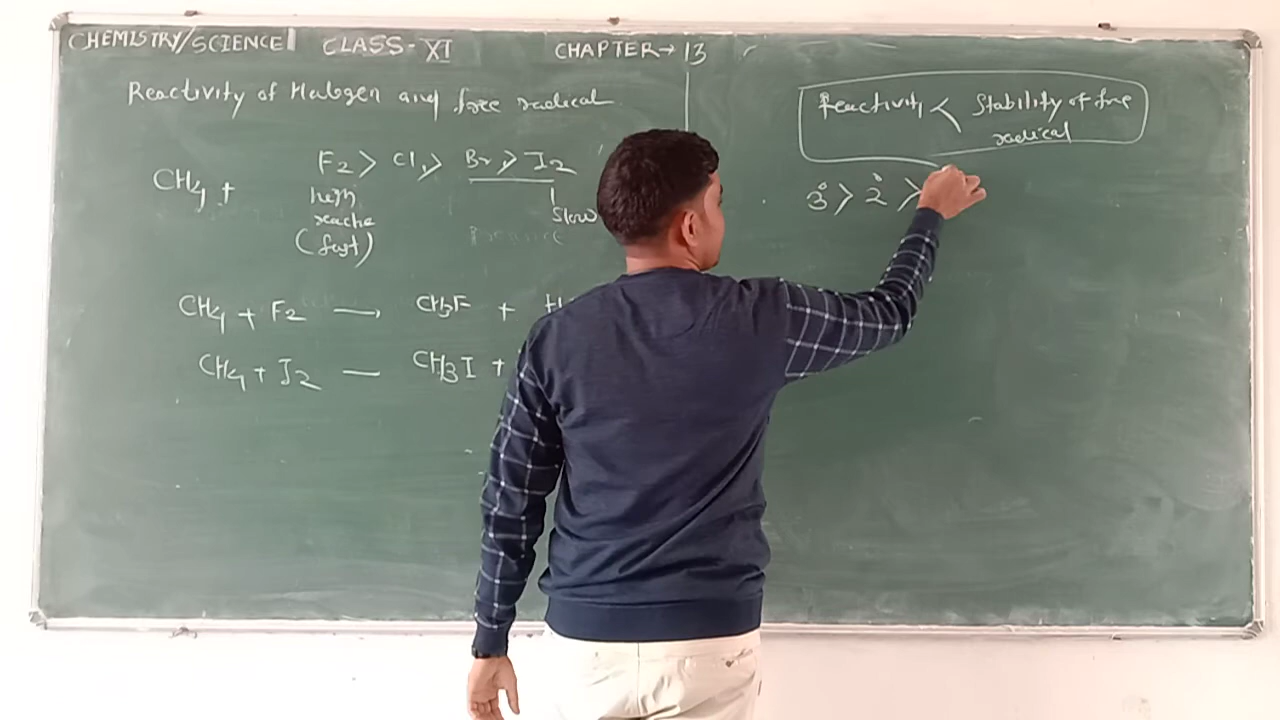 CHEMISTRY/SCIENCE CLASS-XI CHAPTER→13
Reactivity of Halogen and free radical
CH4 + F2 > Cl2 > Br2 > I2
high
(fast)
Slow
CH4 + F2 → CH3F +
CH4 + I2 — CH3I +
Reactivity < Stability of free
radical
3° > 2° >